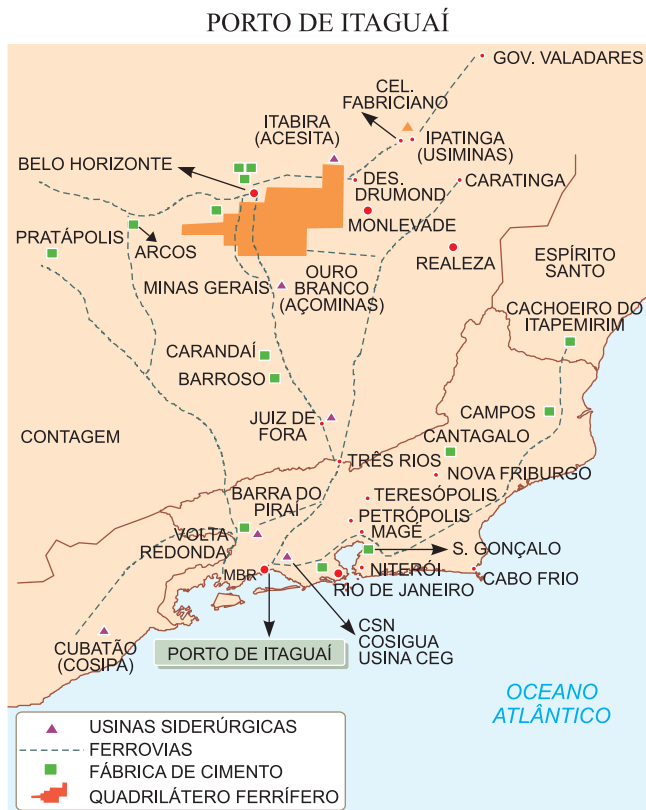 PORTO DE ITAGUAÍ
GOV. VALADARES
CEL.
FABRICIANO
ITABIRA
(ACESITA)
IPATINGA
(USIMINAS)
BELO HORIZONTE
DES.
DRUMOND
CARATINGA
MONLEVADE
PRATÁPOLIS
ARCOS
REALEZA
ESPÍRITO
SANTO
MINAS GERAIS
OURO
BRANCO
(AÇOMINAS)
CACHOEIRO DO
ITAPEMIRIM
CARANDAÍ
BARROSO
JUIZ DE
FORA
CAMPOS
CONTAGEM
CANTAGALO
TRÊS RIOS
NOVA FRIBURGO
BARRA DO
PIRAÍ
TERESÓPOLIS
PETRÓPOLIS
MAGÉ
VOLTA
REDONDA
S. GONÇALO
MBR
NITERÓI
RIO DE JANEIRO
CABO FRIO
CSN
COSIGUA
USINA CEG
CUBATÃO
(COSIPA)
PORTO DE ITAGUAÍ
OCEANO
ATLÂNTICO
USINAS SIDERÚRGICAS
FERROVIAS
FÁBRICA DE CIMENTO
QUADRILÁTERO FERRÍFERO